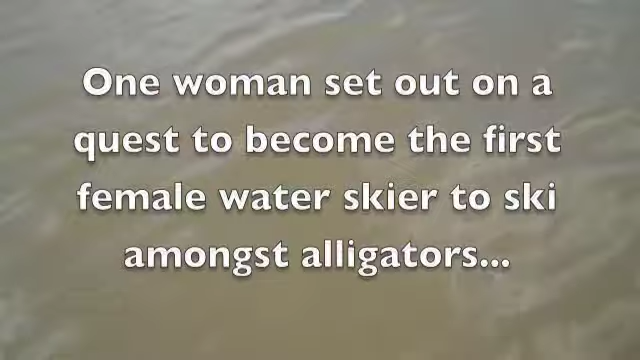 One woman set out on a
quest to become the first
female water skier to ski
amongst alligators...